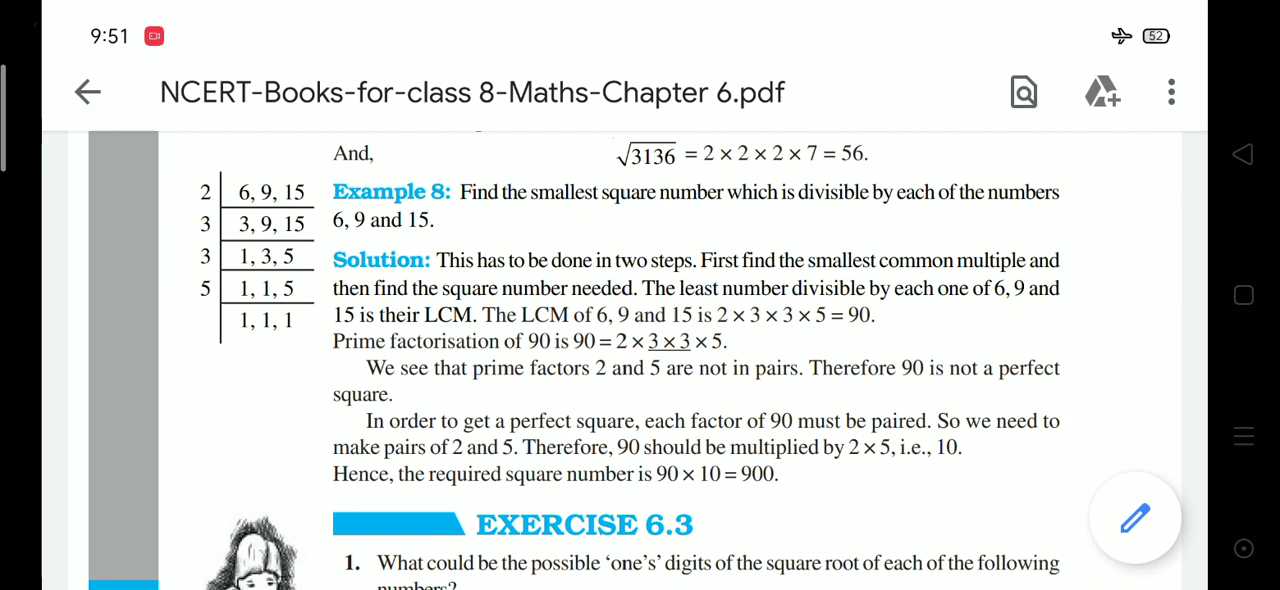 9:51
52
NCERT-Books-for-class 8-Maths-Chapter 6.pdf
And, √3136 = 2 × 2 × 2 × 7 = 56.
2 | 6, 9, 15
3 | 3, 9, 15
3 | 1, 3, 5
5 | 1, 1, 5
1, 1, 1
Example 8: Find the smallest square number which is divisible by each of the numbers
6, 9 and 15.
Solution: This has to be done in two steps. First find the smallest common multiple and
then find the square number needed. The least number divisible by each one of 6, 9 and
15 is their LCM. The LCM of 6, 9 and 15 is 2 × 3 × 3 × 5 = 90.
Prime factorisation of 90 is 90 = 2 × 3 × 3 × 5.
We see that prime factors 2 and 5 are not in pairs. Therefore 90 is not a perfect
square.
In order to get a perfect square, each factor of 90 must be paired. So we need to
make pairs of 2 and 5. Therefore, 90 should be multiplied by 2 × 5, i.e., 10.
Hence, the required square number is 90 × 10 = 900.
EXERCISE 6.3
1. What could be the possible ‘one’s’ digits of the square root of each of the following
numbers?